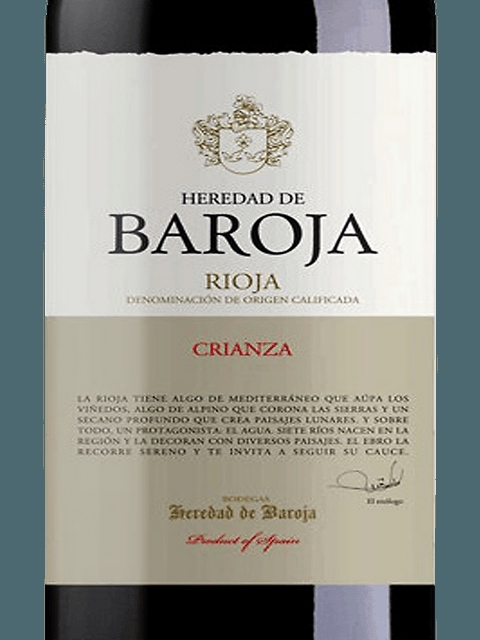 HEREDAD DE
BAROJA
RIOJA
DENOMINACIÓN DE ORIGEN CALIFICADA
CRIANZA
LA RIOJA TIENE ALGO DE MEDITERRÁNEO QUE AÚPA LOS
VIÑEDOS, ALGO DE ALPINO QUE CORONA LAS SIERRAS Y UN
SECANO PROFUNDO QUE CREA PAISAJES LUNARES. Y SOBRE
TODO, UN PROTAGONISTA: EL AGUA. SIETE RÍOS NACEN EN LA
REGIÓN Y LA DECORAN CON DIVERSOS PAISAJES. EL EBRO LA
RECORRE SERENO Y TE INVITA A SEGUIR SU CAUCE.
El enólogo
BODEGAS
Heredad de Baroja
Product of Spain